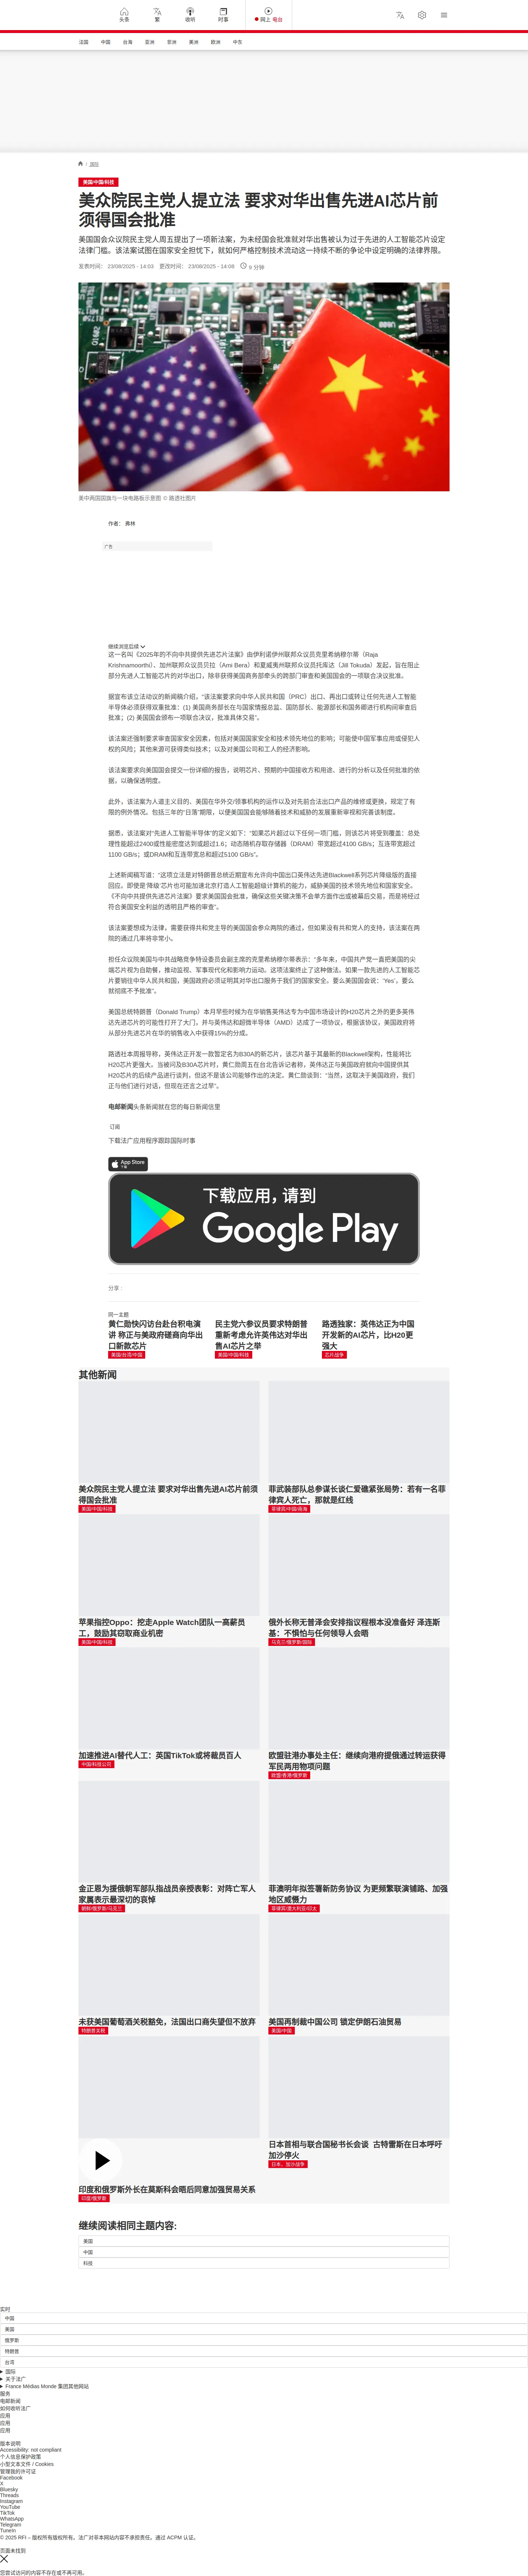 头条
繁
收听
时事
网上 电台
法国
中国
台海
亚洲
非洲
美洲
欧洲
中东
/ 国际
美国/中国/科技
美众院民主党人提立法 要求对华出售先进AI芯片前须得国会批准
美国国会众议院民主党人周五提出了一项新法案，为未经国会批准就对华出售被认为过于先进的人工智能芯片设定法律门槛。该法案试图在国家安全担忧下，就如何严格控制技术流动这一持续不断的争论中设定明确的法律界限。
发表时间： 23/08/2025 - 14:03 更改时间： 23/08/2025 - 14:08 9 分钟
美中两国国旗与一块电路板示意图 © 路透社图片
作者： 弗林
广告
继续浏览后续
这一名叫《2025年的不向中共提供先进芯片法案》由伊利诺伊州联邦众议员克里希纳穆尔蒂（Raja Krishnamoorthi）、加州联邦众议员贝拉（Ami Bera）和夏威夷州联邦众议员托库达（Jill Tokuda）发起，旨在阻止部分先进人工智能芯片的对华出口，除非获得美国商务部牵头的跨部门审查和美国国会的一项联合决议批准。
据宣布该立法动议的新闻稿介绍，“该法案要求向中华人民共和国（PRC）出口、再出口或转让任何先进人工智能半导体必须获得双重批准：(1) 美国商务部长在与国家情报总监、国防部长、能源部长和国务卿进行机构间审查后批准；(2) 美国国会颁布一项联合决议，批准具体交易”。
该法案还强制要求审查国家安全因素，包括对美国国家安全和技术领先地位的影响；可能使中国军事应用或侵犯人权的风险；其他来源可获得类似技术；以及对美国公司和工人的经济影响。
该法案要求向美国国会提交一份详细的报告，说明芯片、预期的中国接收方和用途、进行的分析以及任何批准的依据，以确保透明度。
此外，该法案为人道主义目的、美国在华外交/领事机构的运作以及对先前合法出口产品的维修或更换，规定了有限的例外情况。包括三年的“日落”期限，以便美国国会能够随着技术和威胁的发展重新审视和完善该制度。
据悉，该法案对“先进人工智能半导体”的定义如下：“如果芯片超过以下任何一项门槛，则该芯片将受到覆盖：总处理性能超过2400或性能密度达到或超过1.6；动态随机存取存储器（DRAM）带宽超过4100 GB/s；互连带宽超过1100 GB/s；或DRAM和互连带宽总和超过5100 GB/s”。
上述新闻稿写道：“这项立法是对特朗普总统近期宣布允许向中国出口英伟达先进Blackwell系列芯片降级版的直接回应。即便是‘降级’芯片也可能加速北京打造人工智能超级计算机的能力，威胁美国的技术领先地位和国家安全。《不向中共提供先进芯片法案》要求美国国会批准，确保这些关键决策不会单方面作出或被幕后交易，而是将经过符合美国安全利益的透明且严格的审查”。
该法案要想成为法律，需要获得共和党主导的美国国会参众两院的通过，但如果没有共和党人的支持，该法案在两院的通过几率将非常小。
担任众议院美国与中共战略竞争特设委员会副主席的克里希纳穆尔蒂表示：“多年来，中国共产党一直把美国的尖端芯片视为自助餐，推动监视、军事现代化和影响力运动。这项法案终止了这种做法。如果一款先进的人工智能芯片要销往中华人民共和国，美国政府必须证明其对华出口服务于我们的国家安全。要么美国国会说：‘Yes’，要么就彻底不予批准”。
美国总统特朗普（Donald Trump）本月早些时候为在华销售英伟达专为中国市场设计的H20芯片之外的更多英伟达先进芯片的可能性打开了大门，并与英伟达和超微半导体（AMD）达成了一项协议，根据该协议，美国政府将从部分先进芯片在华的销售收入中获得15%的分成。
路透社本周报导称，英伟达正开发一款暂定名为B30A的新芯片，该芯片基于其最新的Blackwell架构，性能将比H20芯片更强大。当被问及B30A芯片时，黄仁勋周五在台北告诉记者称，英伟达正与美国政府就向中国提供其H20芯片的后续产品进行谈判，但这不是该公司能够作出的决定。黄仁勋谈到：“当然，这取决于美国政府，我们正与他们进行对话，但现在还言之过早”。
电邮新闻头条新闻就在您的每日新闻信里
订阅
下载法广应用程序跟踪国际时事
App Store
下载
下载应用，请到
Google Play
分享 :
同一主题
黄仁勋快闪访台赴台积电演讲 称正与美政府磋商向华出口新款芯片
美国/台湾/中国
民主党六参议员要求特朗普重新考虑允许英伟达对华出售AI芯片之举
美国/中国/科技
路透独家：英伟达正为中国开发新的AI芯片，比H20更强大
芯片战争
其他新闻
美众院民主党人提立法 要求对华出售先进AI芯片前须得国会批准
美国/中国/科技
菲武装部队总参谋长谈仁爱礁紧张局势：若有一名菲律宾人死亡，那就是红线
菲律宾/中国/南海
苹果指控Oppo：挖走Apple Watch团队一高薪员工，鼓励其窃取商业机密
美国/中国/科技
俄外长称无普泽会安排指议程根本没准备好 泽连斯基：不惧怕与任何领导人会晤
乌克兰/俄罗斯/国际
加速推进AI替代人工：英国TikTok或将裁员百人
中国/科技公司
欧盟驻港办事处主任：继续向港府提俄通过转运获得军民两用物项问题
欧盟/香港/俄罗斯
金正恩为援俄朝军部队指战员亲授表彰：对阵亡军人家属表示最深切的哀悼
朝鲜/俄罗斯/乌克兰
菲澳明年拟签署新防务协议 为更频繁联演铺路、加强地区威慑力
菲律宾/澳大利亚/印太
未获美国葡萄酒关税豁免，法国出口商失望但不放弃
特朗普关税
美国再制裁中国公司 锁定伊朗石油贸易
美国/中国
印度和俄罗斯外长在莫斯科会晤后同意加强贸易关系
印度/俄罗斯
日本首相与联合国秘书长会谈 古特雷斯在日本呼吁加沙停火
日本、加沙战争
继续阅读相同主题内容:
美国
中国
科技
实时
中国
美国
俄罗斯
特朗普
台湾
国际
关于法广
France Médias Monde 集团其他网站
服务
电邮新闻
如何收听法广
应用
应用
应用
版本说明
Accessibility: not compliant
个人信息保护政策
小型文本文件 / Cookies
管理我的许可证
Facebook
X
Bluesky
Threads
Instagram
YouTube
TikTok
WhatsApp
Telegram
TuneIn
© 2025 RFI – 版权所有版权所有。法广对非本网站内容不承担责任。通过 ACPM 认证。
页面未找到
您尝试访问的内容不存在或不再可用。